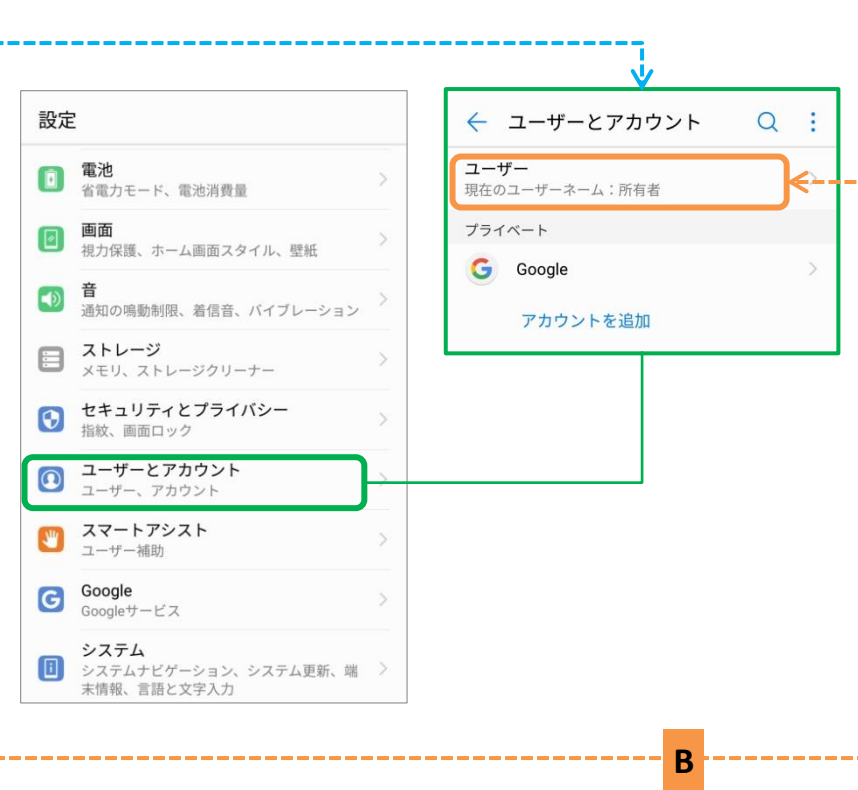 設定
電池
省電力モード、電池消費量
画面
視力保護、ホーム画面スタイル、壁紙
音
通知の鳴動制限、着信音、バイブレーション
ストレージ
メモリ、ストレージクリーナー
セキュリティとプライバシー
指紋、画面ロック
ユーザーとアカウント
ユーザー、アカウント
スマートアシスト
ユーザー補助
Google
Googleサービス
システム
システムナビゲーション、システム更新、端
末情報、言語と文字入力
ユーザーとアカウント
ユーザー
現在のユーザーネーム：所有者
プライベート
Google
アカウントを追加
B